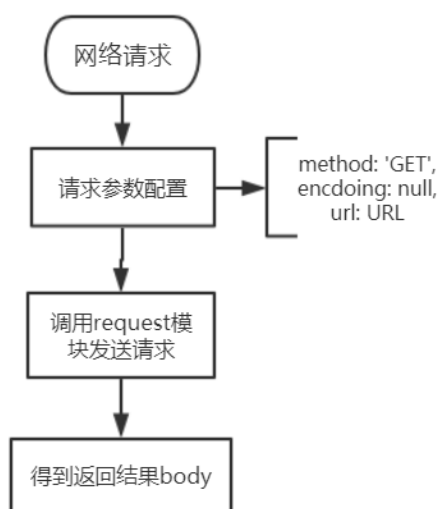 网络请求
请求参数配置
method: 'GET',
encdoing: null,
url: URL
调用request模
块发送请求
得到返回结果body